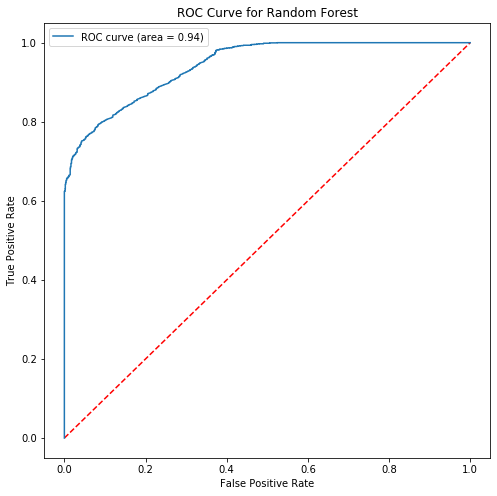 ROC Curve for Random Forest
ROC curve (area = 0.94)
True Positive Rate
1.0
0.8
0.6
0.4
0.2
0.0
0.0 0.2 0.4 0.6 0.8 1.0
False Positive Rate